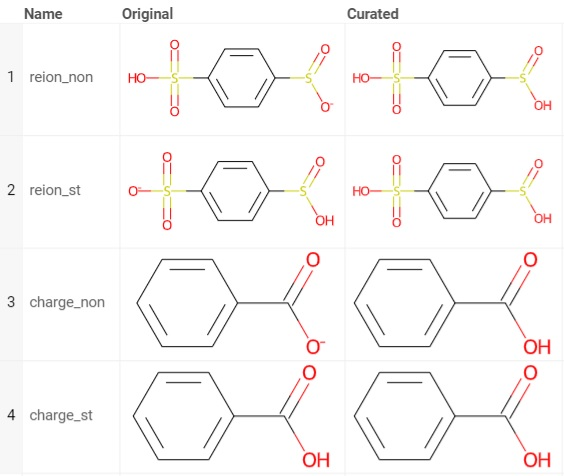 Name Original Curated
1 reion_non HO S O O S O O- HO S O O S O OH
2 reion_st O- S O O S O OH HO S O O S O OH
3 charge_non O O- O OH
4 charge_st O OH O OH